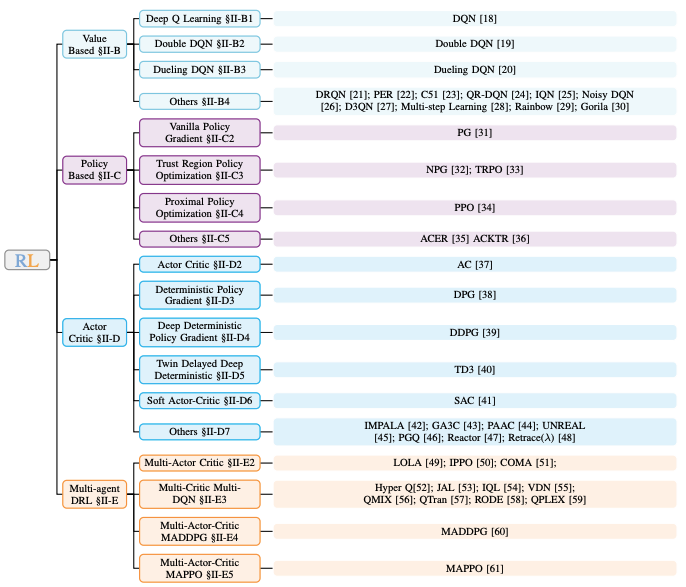 RL
Value
Based §II-B
Deep Q Learning §II-B1
DQN [18]
Double DQN §II-B2
Double DQN [19]
Dueling DQN §II-B3
Dueling DQN [20]
Others §II-B4
DRQN [21]; PER [22]; C51 [23]; QR-DQN [24]; IQN [25]; Noisy DQN
[26]; D3QN [27]; Multi-step Learning [28]; Rainbow [29]; Gorila [30]
Policy
Based §II-C
Vanilla Policy
Gradient §II-C2
PG [31]
Trust Region Policy
Optimization §II-C3
NPG [32]; TRPO [33]
Proximal Policy
Optimization §II-C4
PPO [34]
Others §II-C5
ACER [35] ACKTR [36]
Actor
Critic §II-D
Actor Critic §II-D2
AC [37]
Deterministic Policy
Gradient §II-D3
DPG [38]
Deep Deterministic
Policy Gradient §II-D4
DDPG [39]
Twin Delayed Deep
Deterministic §II-D5
TD3 [40]
Soft Actor-Critic §II-D6
SAC [41]
Others §II-D7
IMPALA [42]; GA3C [43]; PAAC [44]; UNREAL
[45]; PGQ [46]; Reactor [47]; Retrace(λ) [48]
Multi-agent
DRL §II-E
Multi-Actor Critic §II-E2
LOLA [49]; IPPO [50]; COMA [51];
Multi-Critic Multi-
DQN §II-E3
Hyper Q[52]; JAL [53]; IQL [54]; VDN [55];
QMIX [56]; QTran [57]; RODE [58]; QPLEX [59]
Multi-Actor-Critic
MADDPG §II-E4
MADDPG [60]
Multi-Actor-Critic
MAPPO §II-E5
MAPPO [61]